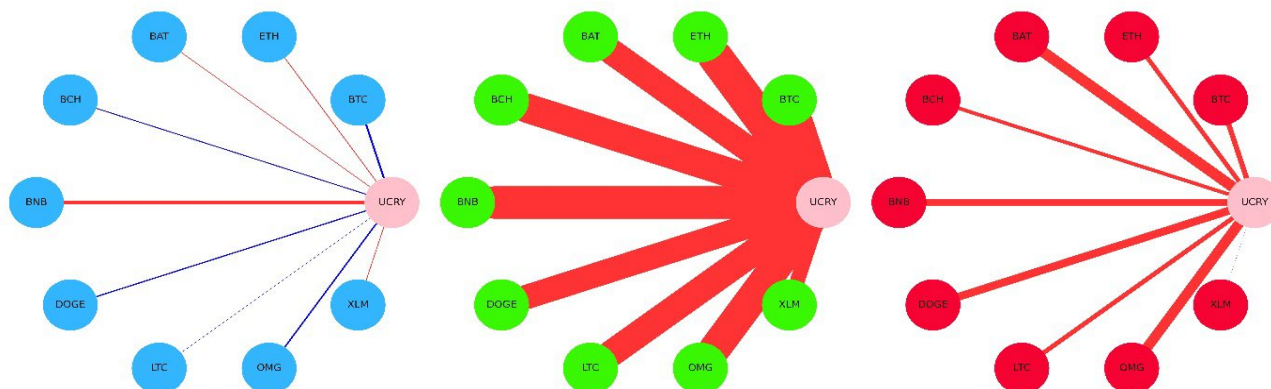 BAT
ETH
BCH
BTC
BNB
UCRY
DOGE
XLM
LTC
OMG
BAT
ETH
BCH
BTC
BNB
UCRY
DOGE
XLM
LTC
OMG
BAT
ETH
BCH
BTC
BNB
UCRY
DOGE
XLM
LTC
OMG